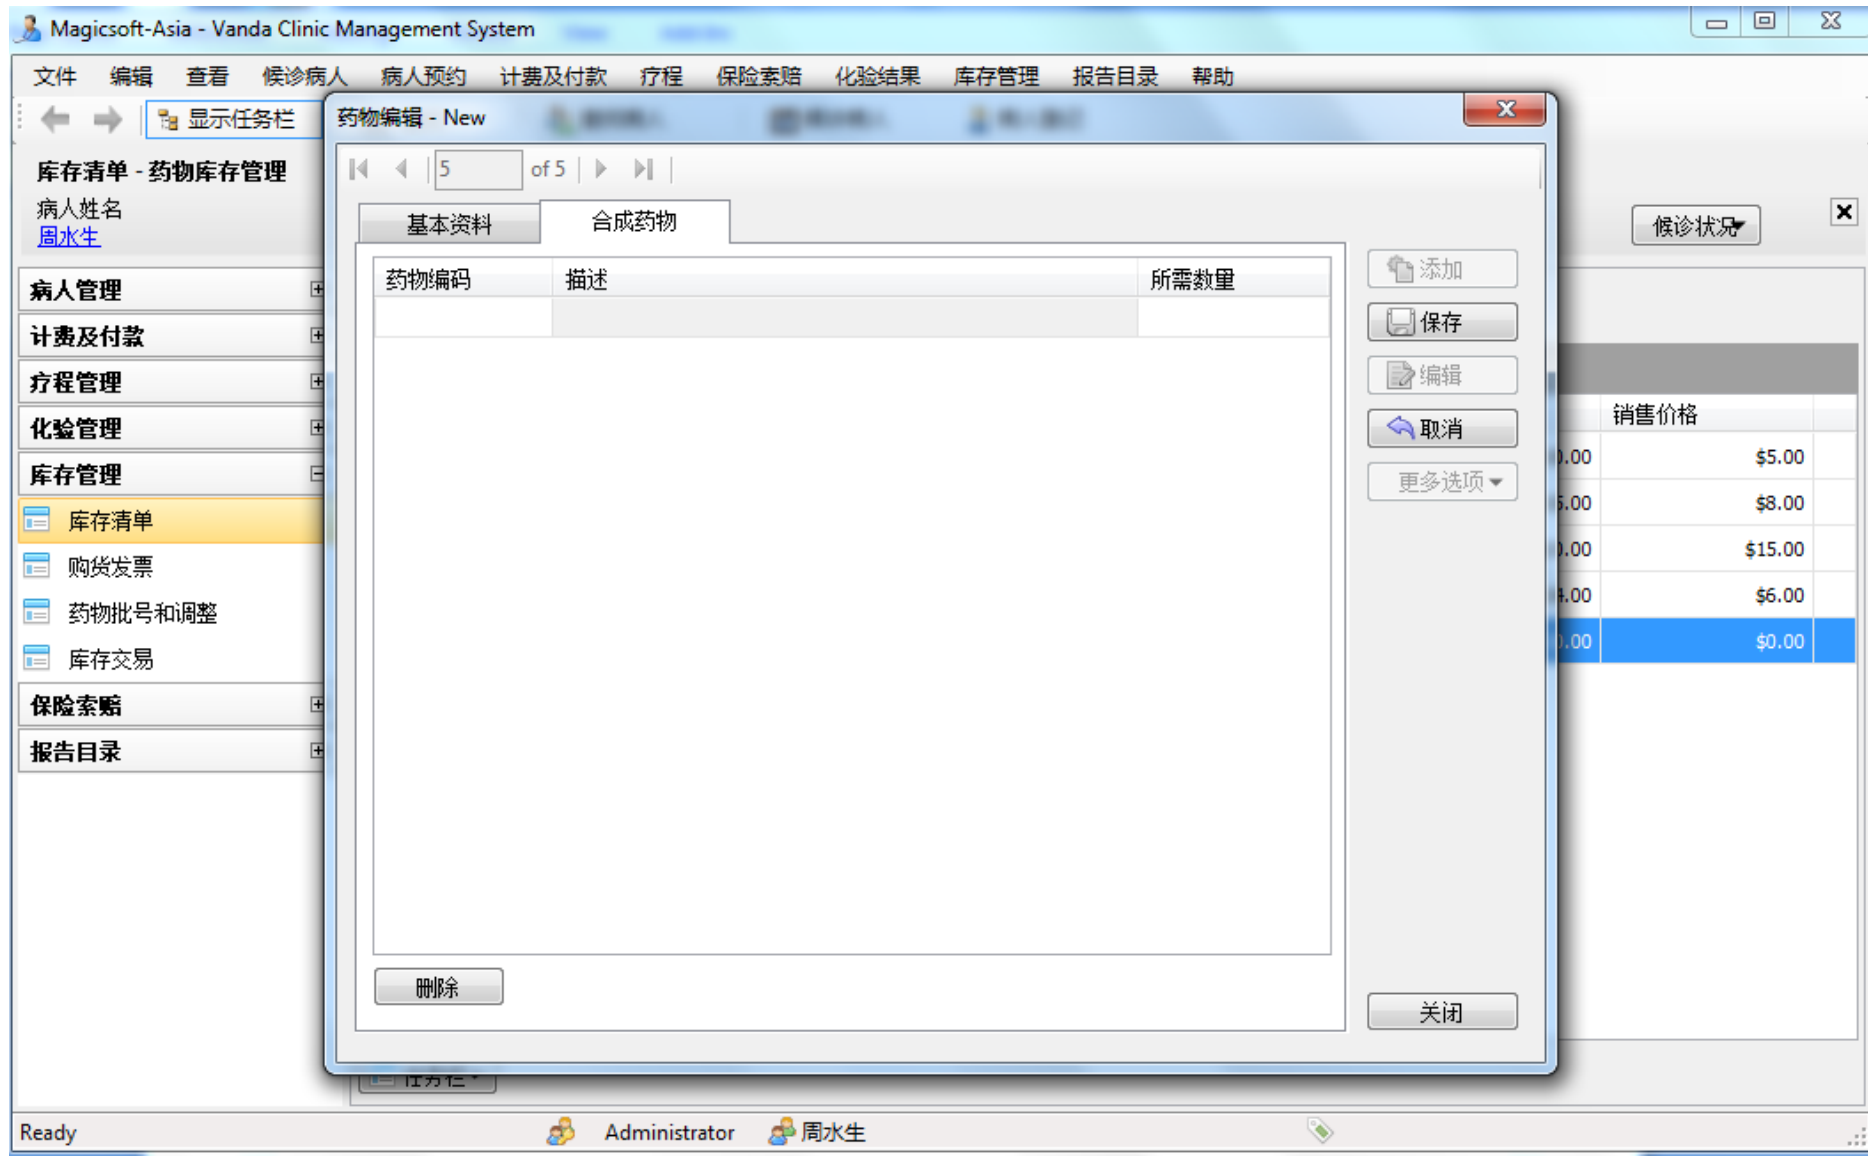 Magicsoft-Asia - Vanda Clinic Management System
文件 编辑 查看 候诊病人 病人预约 计费及付款 疗程 保险索赔 化验结果 库存管理 报告目录 帮助
显示任务栏
药物编辑 - New
库存清单 - 药物库存管理
病人姓名
周水生
候诊状况
病人管理
计费及付款
疗程管理
化验管理
库存管理
库存清单
购货发票
药物批号和调整
库存交易
保险索赔
报告目录
5 of 5
基本资料 合成药物
药物编码 描述 所需数量
添加
保存
编辑
取消
更多选项
删除
关闭
销售价格
.00 $5.00
.00 $8.00
.00 $15.00
.00 $6.00
.00 $0.00
任务栏
Ready Administrator 周水生